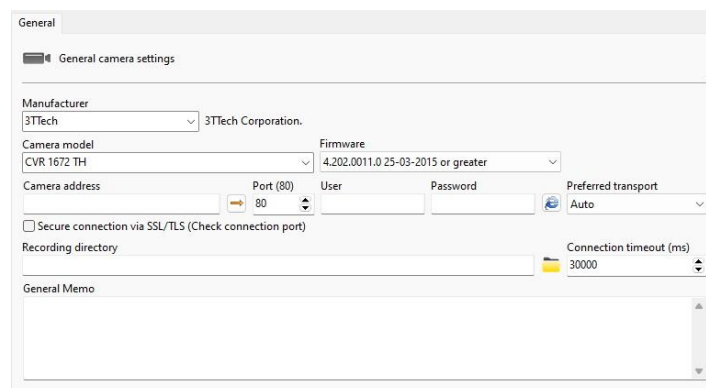 General
General camera settings
Manufacturer
3TTech 3TTech Corporation.
Camera model Firmware
CVR 1672 TH 4.202.0011.0 25-03-2015 or greater
Camera address Port (80) User Password Preferred transport
80 Auto
Secure connection via SSL/TLS (Check connection port)
Recording directory Connection timeout (ms)
30000
General Memo